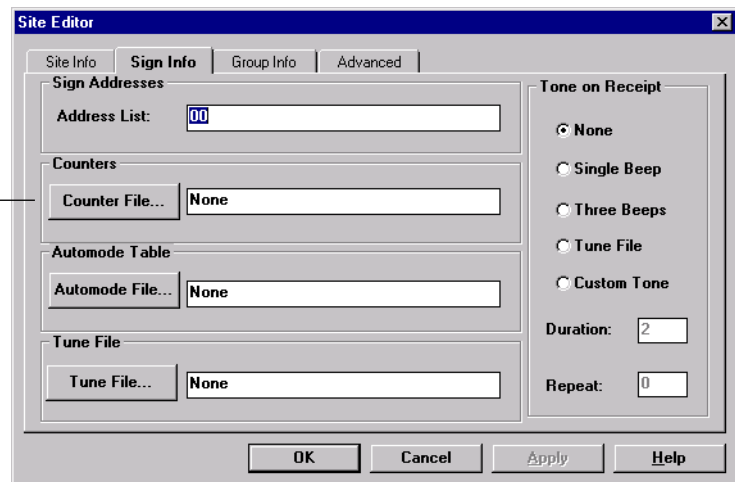 Site Editor
Site Info Sign Info Group Info Advanced
Sign Addresses
Address List: 00
Counters
Counter File... None
Automode Table
Automode File... None
Tune File
Tune File... None
Tone on Receipt
None
Single Beep
Three Beeps
Tune File
Custom Tone
Duration: 2
Repeat: 0
OK Cancel Apply Help